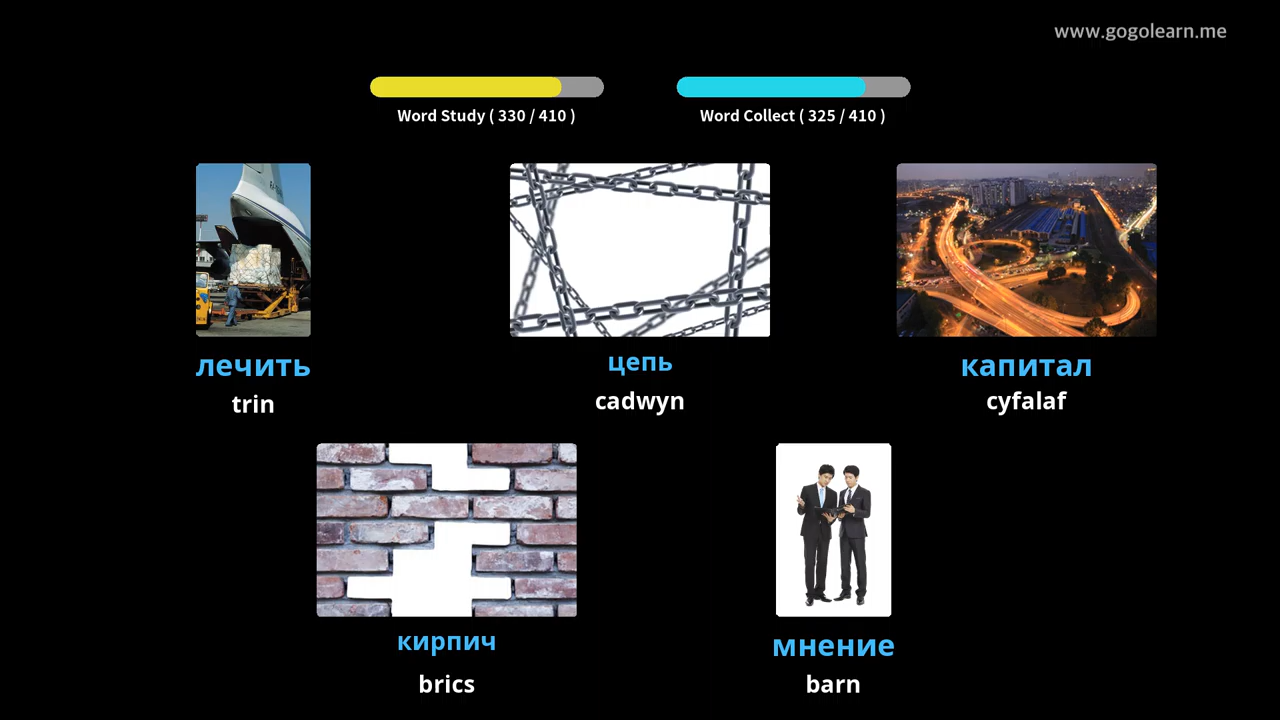 www.gogolearn.me
Word Study ( 330 / 410 )
Word Collect ( 325 / 410 )
лечить
trin
цепь
cadwyn
капитал
cyfalaf
кирпич
brics
мнение
barn